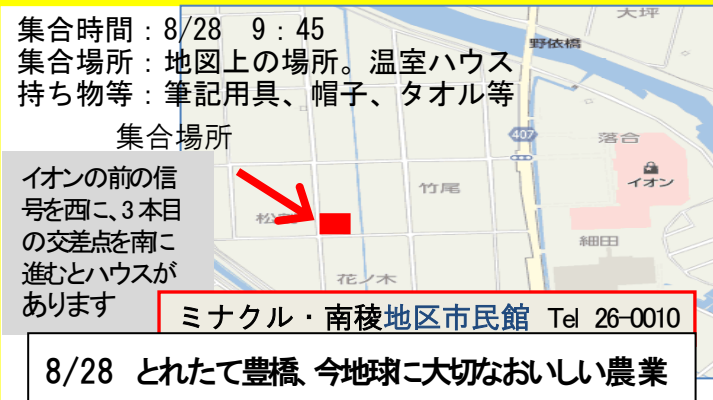 集合時間：8/28　9：45
集合場所：地図上の場所。温室ハウス
持ち物等：筆記用具、帽子、タオル等
集合場所
イオンの前の信
号を西に、3本目
の交差点を南に
進むとハウスが
あります
天坪
野依橋
407
落合
イオン
竹尾
細田
花ノ木
ミナクル・南稜地区市民館 Tel 26-0010
8/28 とれたて豊橋、今地球に大切なおいしい農業